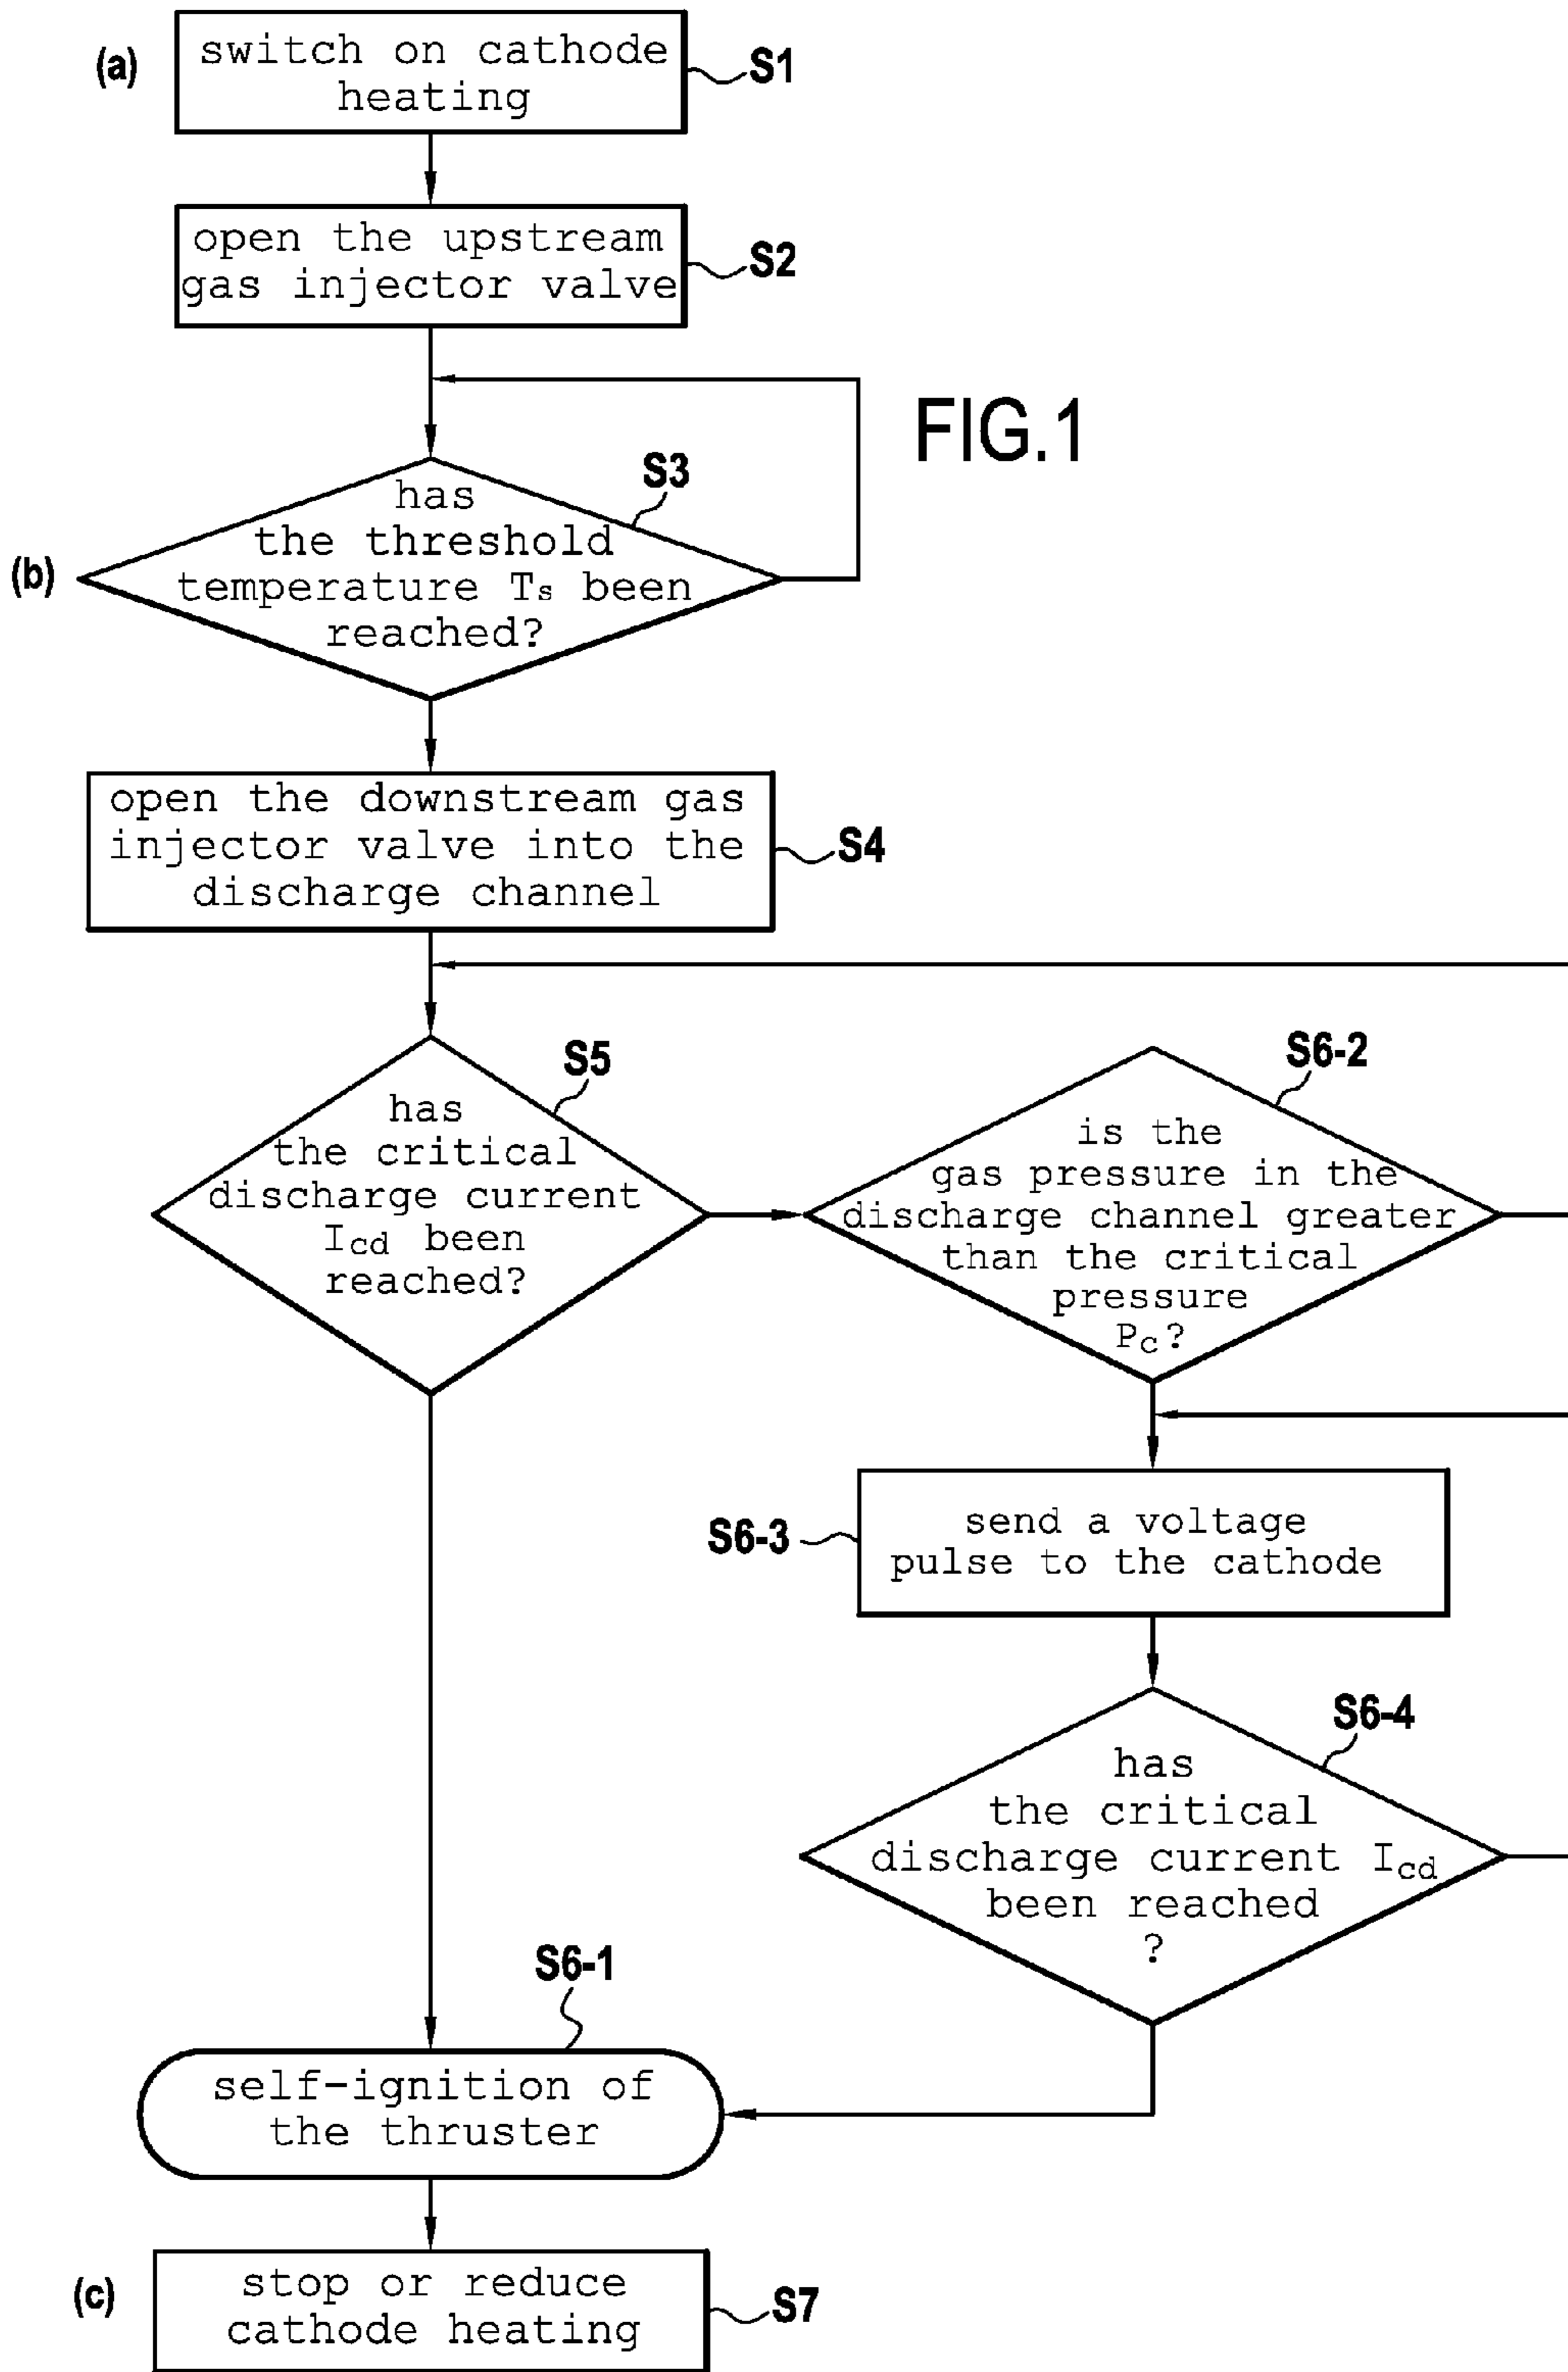 (a)
switch on cathode
heating
S1
open the upstream
gas injector valve
S2
FIG.1
S3
(b)
has
the threshold
temperature Ts been
reached?
open the downstream gas
injector valve into the
discharge channel
S4
S5
has
the critical
discharge current
Icd been
reached?
S6-2
is the
gas pressure in the
discharge channel greater
than the critical
pressure
Pc?
S6-3
send a voltage
pulse to the cathode
S6-4
has
the critical
discharge current Icd
been reached
?
S6-1
self-ignition of
the thruster
(c)
stop or reduce
cathode heating
S7